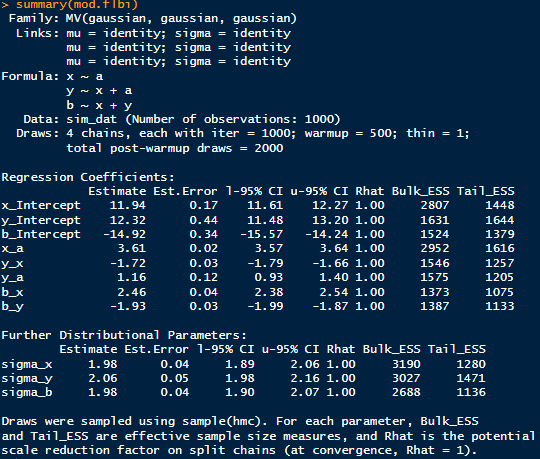 > summary(mod.flbi)
Family: MV(gaussian, gaussian, gaussian)
Links: mu = identity; sigma = identity
mu = identity; sigma = identity
mu = identity; sigma = identity
Formula: x ~ a
y ~ x + a
b ~ x + y
Data: sim_dat (Number of observations: 1000)
Draws: 4 chains, each with iter = 1000; warmup = 500; thin = 1;
total post-warmup draws = 2000
Regression Coefficients:
Estimate Est.Error l-95% CI u-95% CI Rhat Bulk_ESS Tail_ESS
x_Intercept 11.94 0.17 11.61 12.27 1.00 2807 1448
y_Intercept 12.32 0.44 11.48 13.20 1.00 1631 1644
b_Intercept -14.92 0.34 -15.57 -14.24 1.00 1524 1379
x_a 3.61 0.02 3.57 3.64 1.00 2952 1616
y_x -1.72 0.03 -1.79 -1.66 1.00 1546 1257
y_a 1.16 0.12 0.93 1.40 1.00 1575 1205
b_x 2.46 0.04 2.38 2.54 1.00 1373 1075
b_y -1.93 0.03 -1.99 -1.87 1.00 1387 1133
Further Distributional Parameters:
Estimate Est.Error l-95% CI u-95% CI Rhat Bulk_ESS Tail_ESS
sigma_x 1.98 0.04 1.89 2.06 1.00 3190 1280
sigma_y 2.06 0.05 1.98 2.16 1.00 3027 1471
sigma_b 1.98 0.04 1.90 2.07 1.00 2688 1136
Draws were sampled using sample(hmc). For each parameter, Bulk_ESS
and Tail_ESS are effective sample size measures, and Rhat is the potential
scale reduction factor on split chains (at convergence, Rhat = 1).